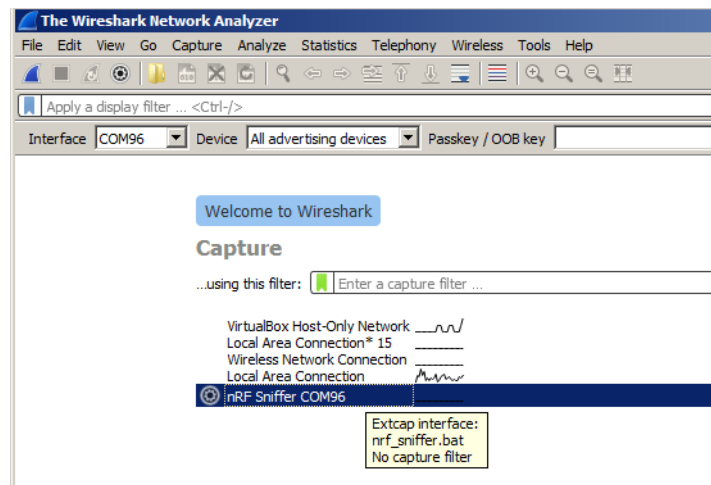 The Wireshark Network Analyzer
File Edit View Go Capture Analyze Statistics Telephony Wireless Tools Help
Apply a display filter ... <Ctrl-/>
Interface COM96 Device All advertising devices Passkey / OOB key
Welcome to Wireshark
Capture
...using this filter: Enter a capture filter ...
VirtualBox Host-Only Network
Local Area Connection* 15
Wireless Network Connection
Local Area Connection
nRF Sniffer COM96
Extcap interface:
nrf_sniffer.bat
No capture filter